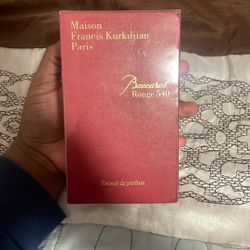 Maison
Francis Kurkdjian
Paris
Baccarat
Rouge 540
Extrait de parfum